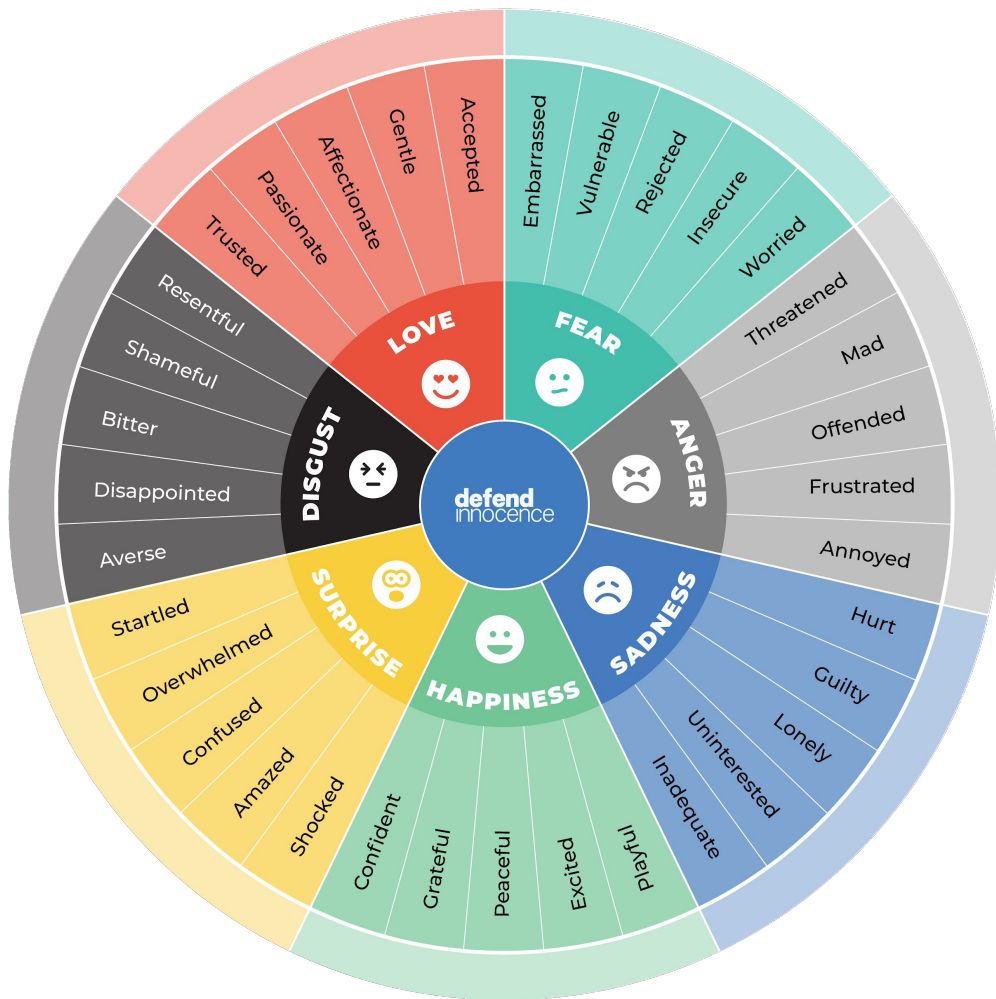 defend
innocence
LOVE
Trusted
Passionate
Affectionate
Gentle
Accepted
FEAR
Embarrassed
Vulnerable
Rejected
Insecure
Worried
ANGER
Threatened
Mad
Offended
Frustrated
Annoyed
SADNESS
Hurt
Guilty
Lonely
Uninterested
Inadequate
HAPPINESS
Playful
Excited
Peaceful
Grateful
Confident
SURPRISE
Shocked
Amazed
Confused
Overwhelmed
Startled
DISGUST
Averse
Disappointed
Bitter
Shameful
Resentful